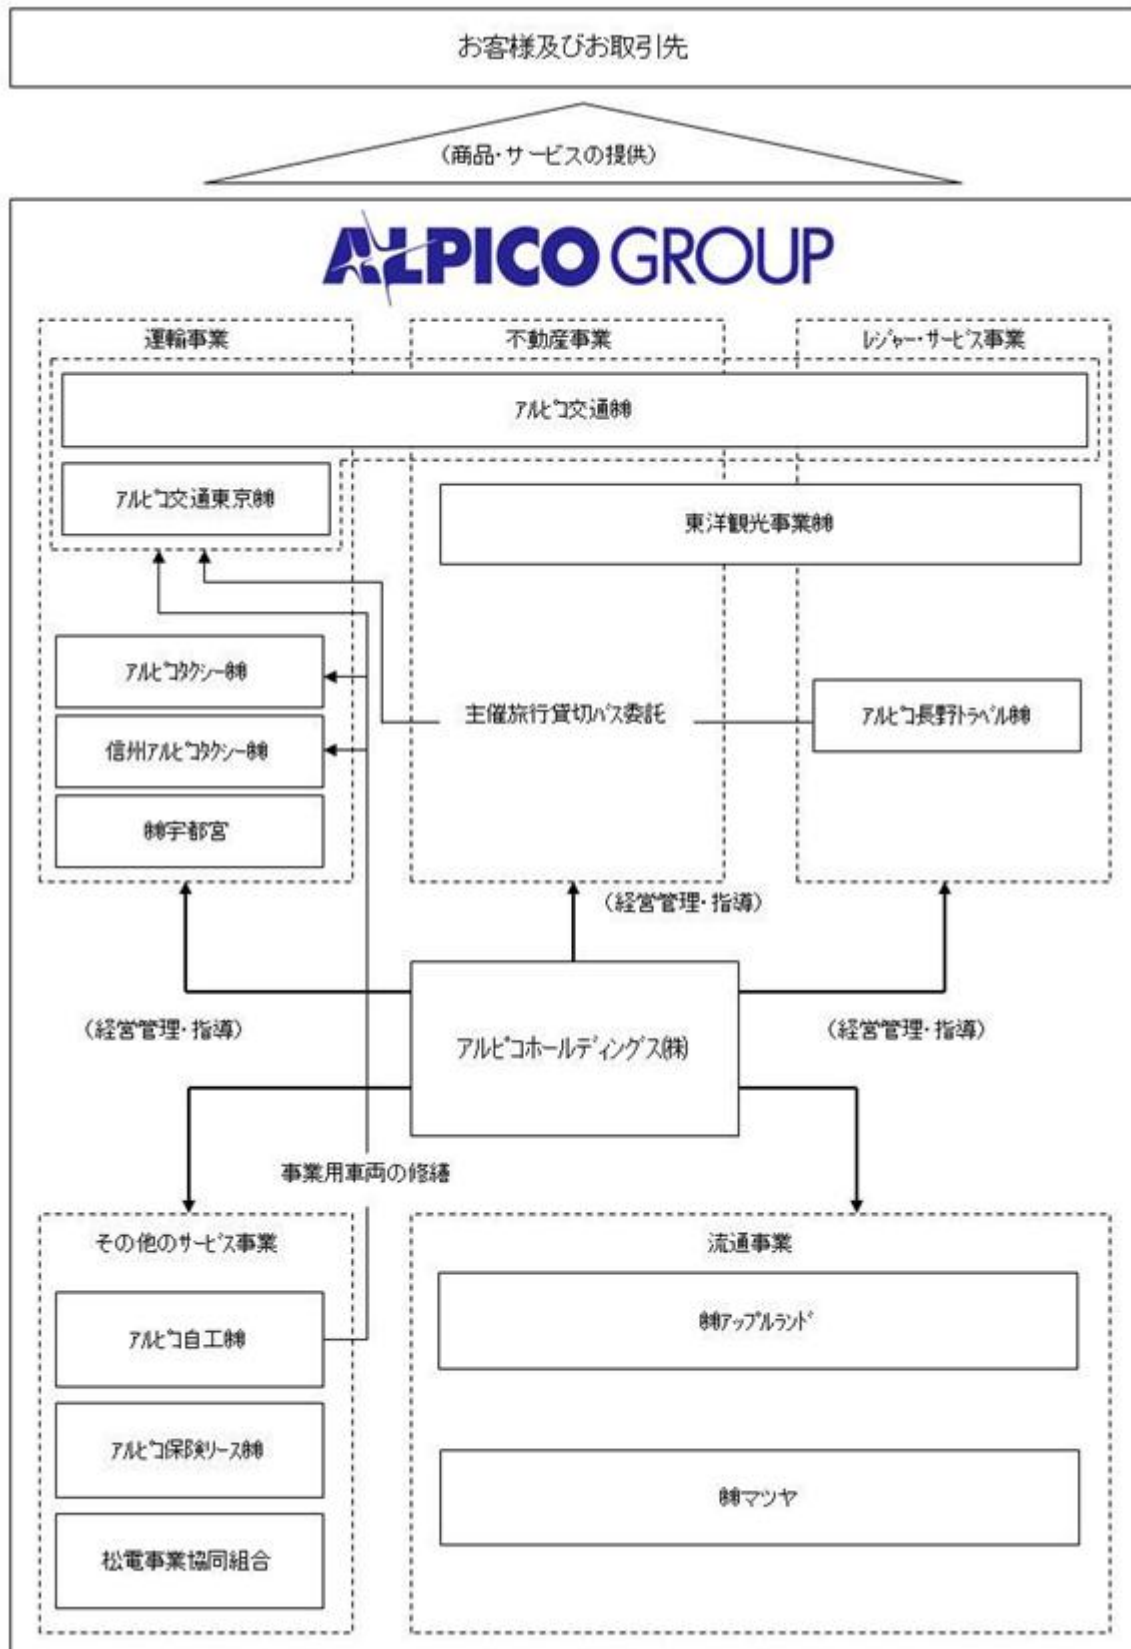 お客様及びお取引先
(商品・サービスの提供)
ALPICO GROUP
運輸事業
不動産事業
ﾚｼﾞｬｰ・ｻｰﾋﾞｽ事業
ｱﾙﾋﾟｺ交通㈱
ｱﾙﾋﾟｺ交通東京㈱
東洋観光事業㈱
ｱﾙﾋﾟｺﾀｸｼｰ㈱
主催旅行貸切ﾊﾞｽ委託
ｱﾙﾋﾟｺ長野ﾄﾗﾍﾞﾙ㈱
信州ｱﾙﾋﾟｺﾀｸｼｰ㈱
㈱宇都宮
(経営管理・指導)
(経営管理・指導)
(経営管理・指導)
ｱﾙﾋﾟｺﾎｰﾙﾃﾞｨﾝｸﾞｽ(株)
事業用車両の修繕
その他のｻｰﾋﾞｽ事業
流通事業
ｱﾙﾋﾟｺ自工㈱
㈱ｱｯﾌﾟﾙﾗﾝﾄﾞ
ｱﾙﾋﾟｺ保険ﾘｰｽ㈱
㈱マツヤ
松電事業協同組合